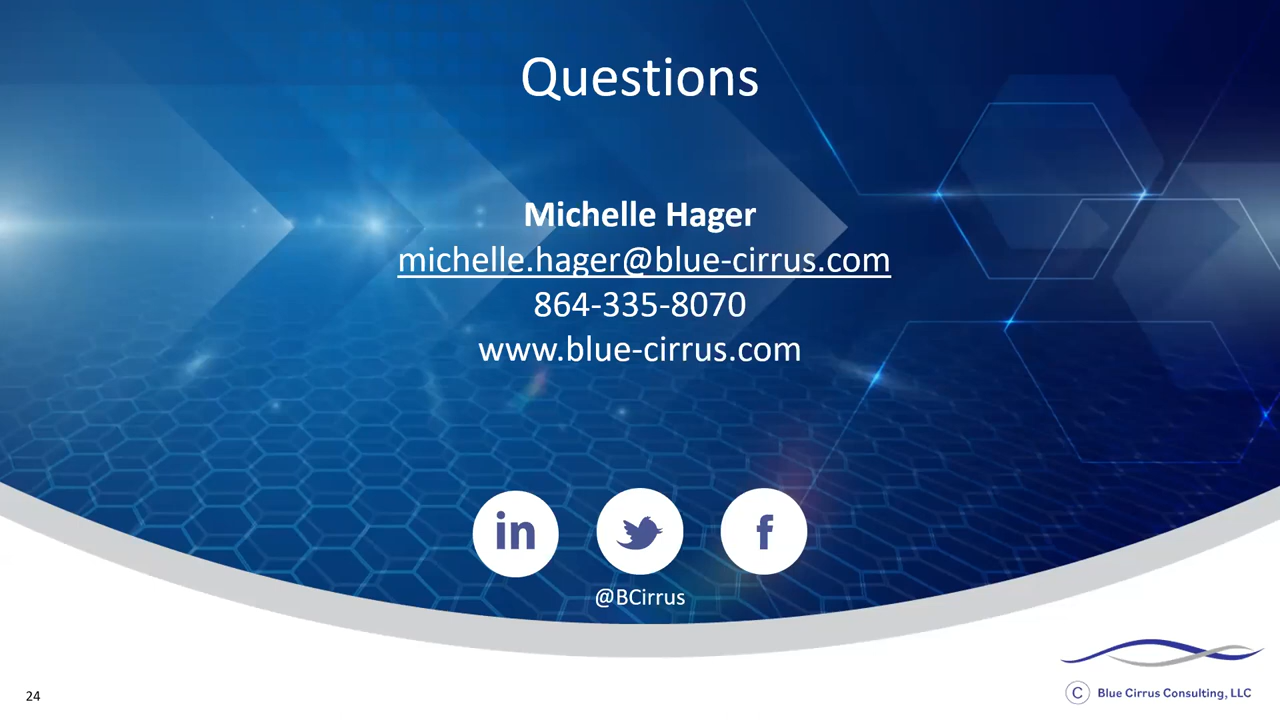 Questions
Michelle Hager
michelle.hager@blue-cirrus.com
864-335-8070
www.blue-cirrus.com
in
f
@BCirrus
24
© Blue Cirrus Consulting, LLC